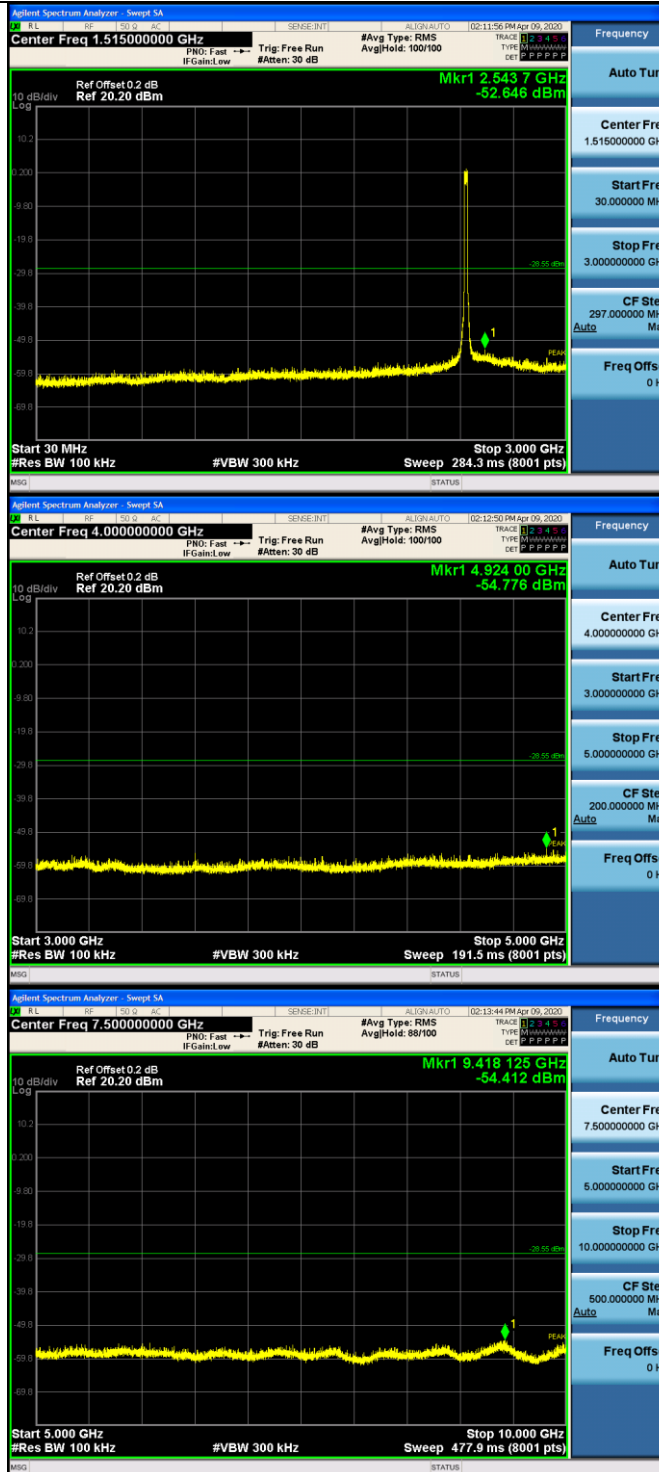 Agilent Spectrum Analyzer - Swept SA
RL RF 50 Ω AC SENSE:INT ALIGNAUTO 02:11:56 PM Apr 09, 2020
Center Freq 1.515000000 GHz #Avg Type: RMS TRACE 1 2 3 4 5 6 Frequency
PNO: Fast Trig: Free Run Avg|Hold: 100/100 TYPE M
IFGain:Low #Atten: 30 dB DET P P P P P P
Auto Tun
Mkr1 2.543 7 GHz
Ref Offset 0.2 dB
10 dB/div Ref 20.20 dBm -52.646 dBm
Log
Center Fre
1.515000000 GH
10.2
0.200
Start Fre
30.000000 MH
-9.80
-19.8
Stop Fre
3.000000000 GH
-28.55 dBm
-29.8
CF Ste
297.000000 MH
Auto Ma
-39.8
1
-49.8
PEAK
Freq Offs
0 H
-59.8
-69.8
Start 30 MHz Stop 3.000 GHz
#Res BW 100 kHz #VBW 300 kHz Sweep 284.3 ms (8001 pts)
MSG STATUS
Agilent Spectrum Analyzer - Swept SA
RL RF 50 Ω AC SENSE:INT ALIGNAUTO 02:12:50 PM Apr 09, 2020
Center Freq 4.000000000 GHz #Avg Type: RMS TRACE 1 2 3 4 5 6 Frequency
PNO: Fast Trig: Free Run Avg|Hold: 100/100 TYPE M
IFGain:Low #Atten: 30 dB DET P P P P P P
Auto Tun
Mkr1 4.924 00 GHz
Ref Offset 0.2 dB
10 dB/div Ref 20.20 dBm -54.776 dBm
Log
Center Fre
4.000000000 GH
10.2
0.200
Start Fre
3.000000000 GH
-9.80
-19.8
Stop Fre
5.000000000 GH
-28.55 dBm
-29.8
CF Ste
200.000000 MH
Auto Ma
-39.8
-49.8
1
PEAK
Freq Offs
0 H
-59.8
-69.8
Start 3.000 GHz Stop 5.000 GHz
#Res BW 100 kHz #VBW 300 kHz Sweep 191.5 ms (8001 pts)
MSG STATUS
Agilent Spectrum Analyzer - Swept SA
RL RF 50 Ω AC SENSE:INT ALIGNAUTO 02:13:44 PM Apr 09, 2020
Center Freq 7.500000000 GHz #Avg Type: RMS TRACE 1 2 3 4 5 6 Frequency
PNO: Fast Trig: Free Run Avg|Hold: 88/100 TYPE M
IFGain:Low #Atten: 30 dB DET P P P P P P
Auto Tun
Mkr1 9.418 125 GHz
Ref Offset 0.2 dB
10 dB/div Ref 20.20 dBm -54.412 dBm
Log
Center Fre
7.500000000 GH
10.2
0.200
Start Fre
5.000000000 GH
-9.80
-19.8
Stop Fre
10.000000000 GH
-28.55 dBm
-29.8
CF Ste
500.000000 MH
Auto Ma
-39.8
-49.8
1
PEAK
Freq Offs
0 H
-59.8
-69.8
Start 5.000 GHz Stop 10.000 GHz
#Res BW 100 kHz #VBW 300 kHz Sweep 477.9 ms (8001 pts)
MSG STATUS